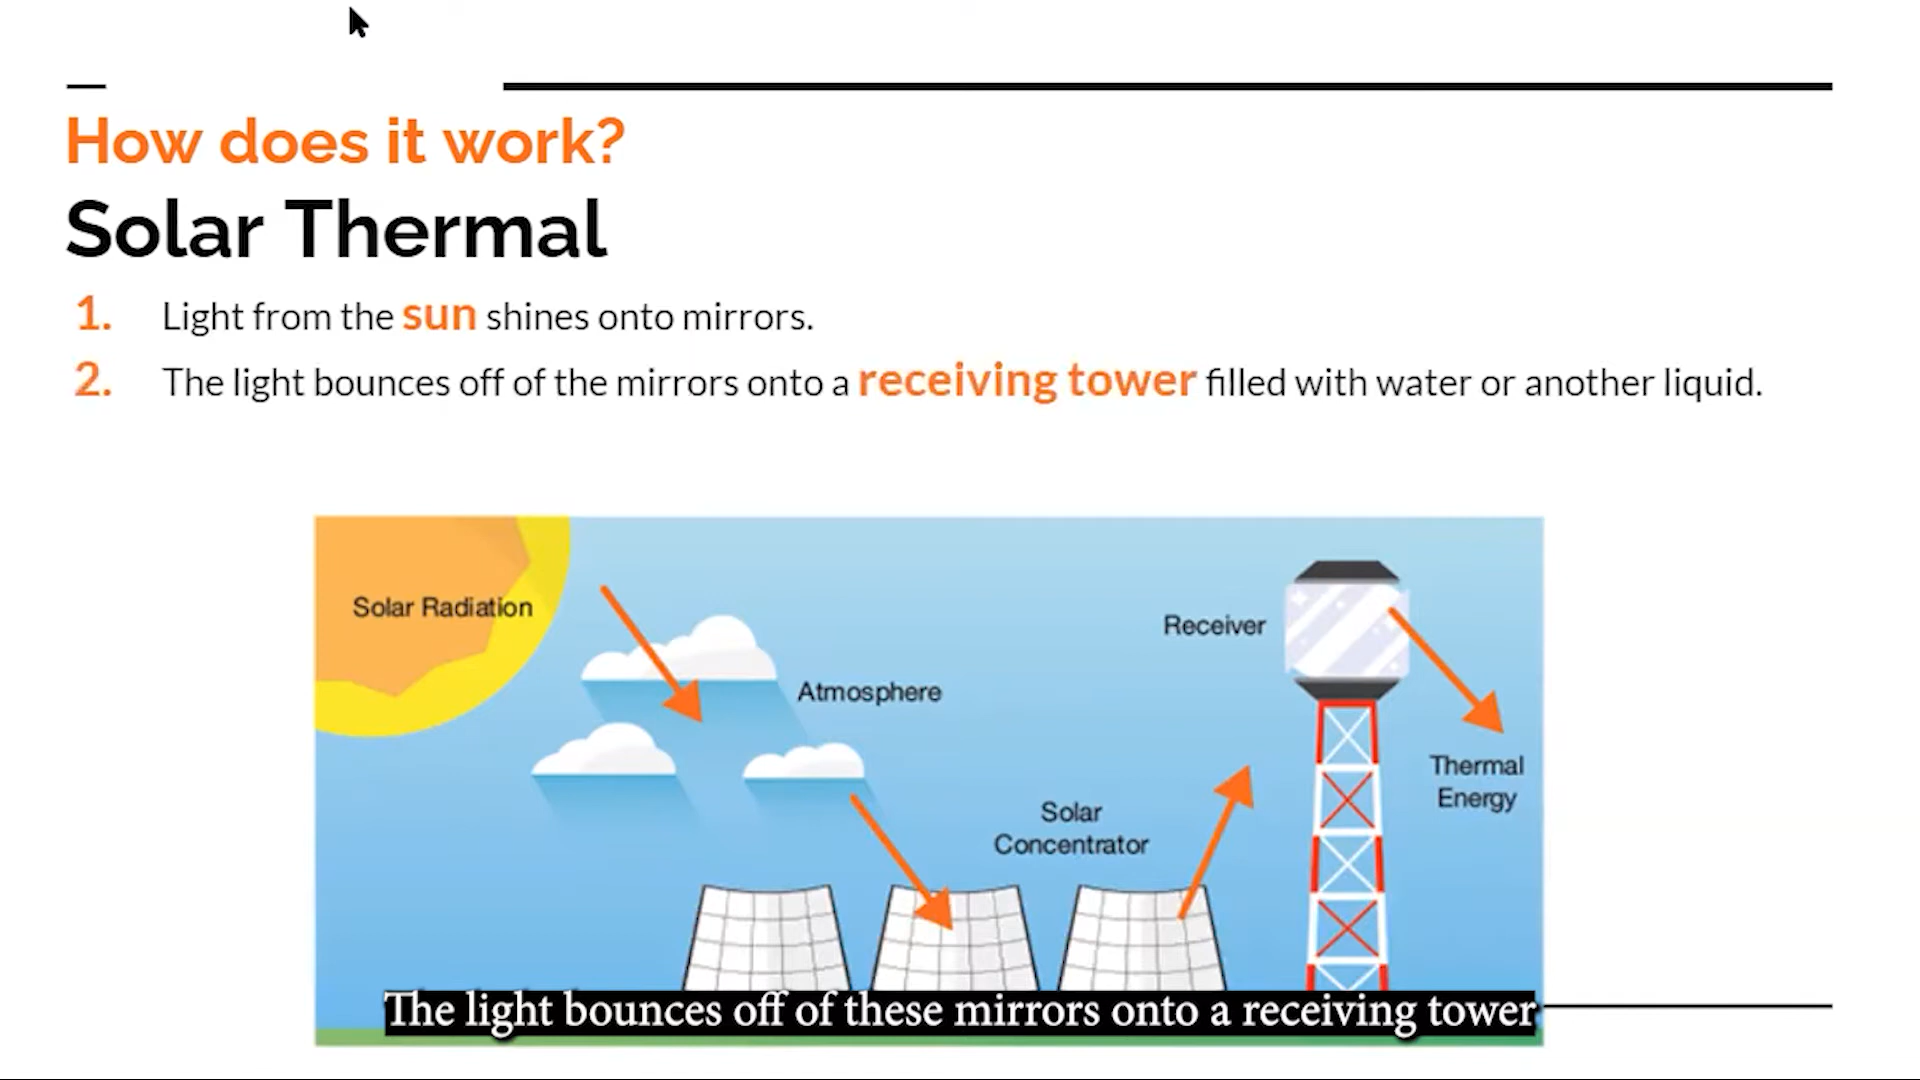 How does it work?
Solar Thermal
1. Light from the sun shines onto mirrors.
2. The light bounces off of the mirrors onto a receiving tower filled with water or another liquid.
Solar Radiation
Receiver
Atmosphere
Thermal
Energy
Solar
Concentrator
The light bounces off of these mirrors onto a receiving tower